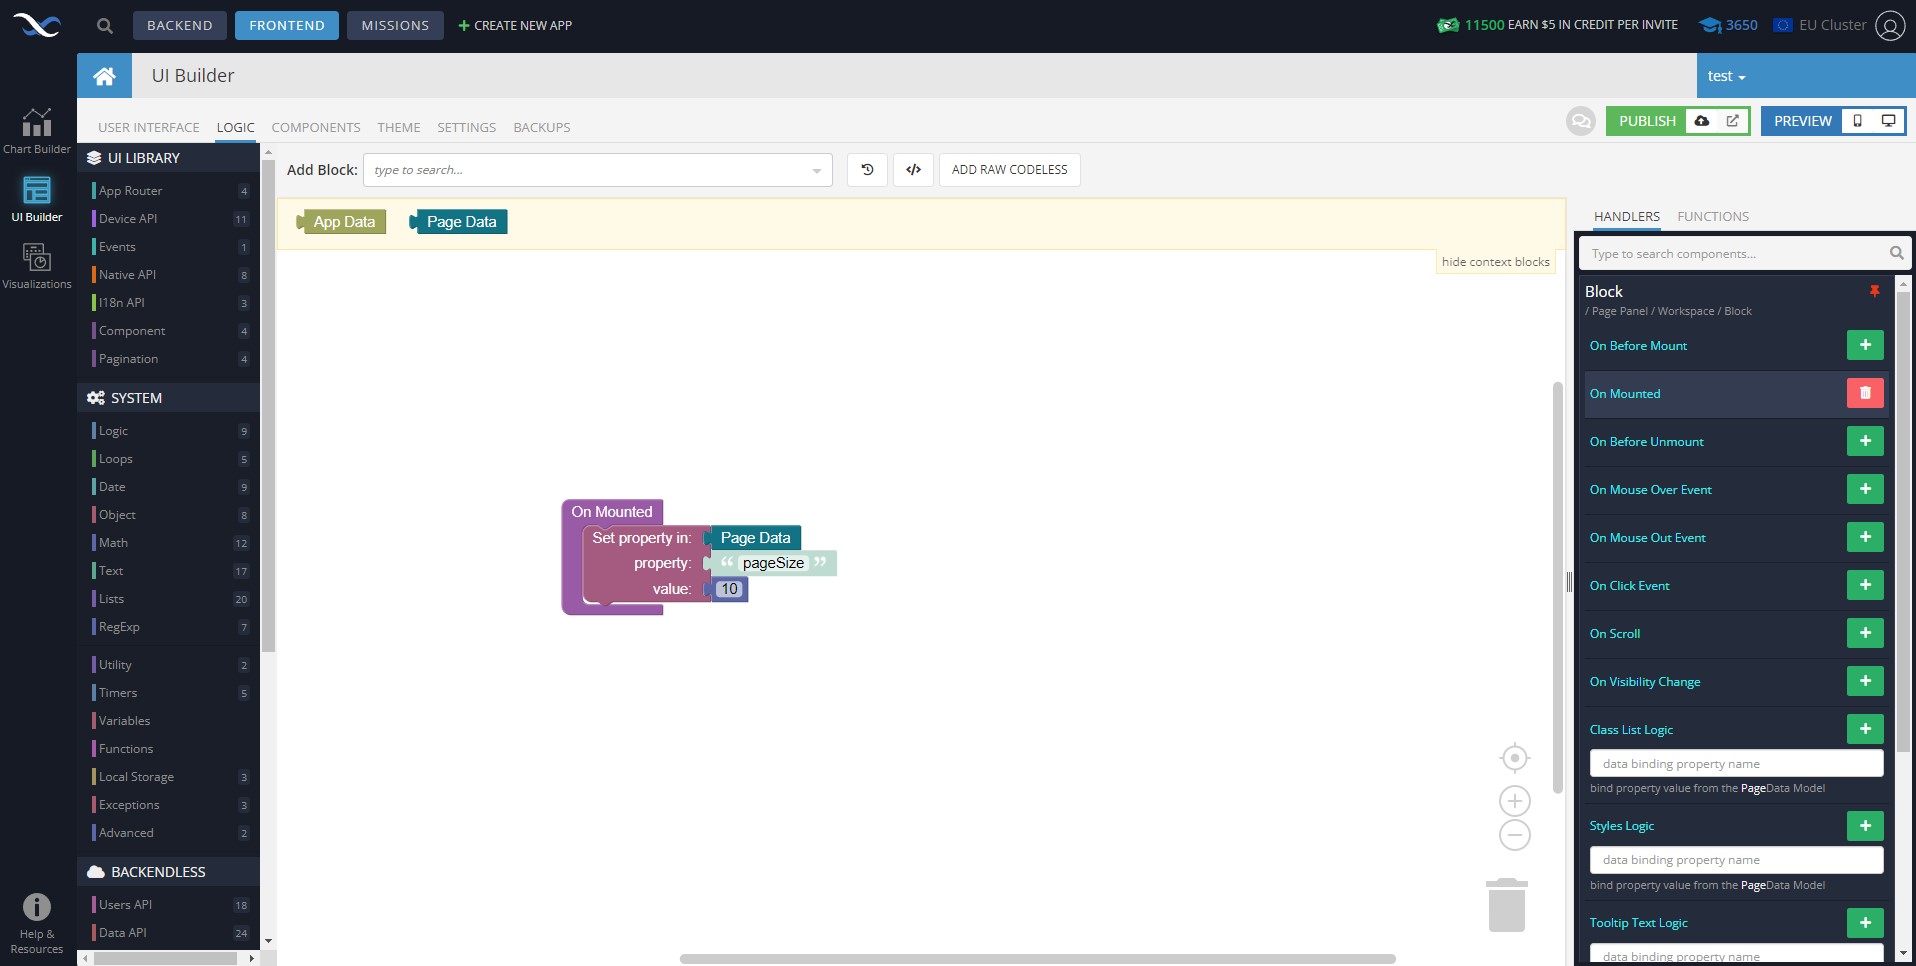 BACKEND FRONTEND MISSIONS CREATE NEW APP 11500 EARN $5 IN CREDIT PER INVITE 3650 EU Cluster
UI Builder test
USER INTERFACE LOGIC COMPONENTS THEME SETTINGS BACKUPS PUBLISH PREVIEW
Chart Builder
UI Builder
Visualizations
Help &
Resources
UI LIBRARY
App Router 4
Device API 11
Events 1
Native API 8
I18n API 3
Component 4
Pagination 4
SYSTEM
Logic 9
Loops 5
Date 9
Object 8
Math 12
Text 17
Lists 20
RegExp 7
Utility 2
Timers 5
Variables
Functions
Local Storage 3
Exceptions 3
Advanced 2
BACKENDLESS
Users API 18
Data API 24
Add Block: type to search... ADD RAW CODELESS
App Data Page Data
hide context blocks
On Mounted
Set property in: Page Data
property: “ pageSize ”
value: 10
HANDLERS FUNCTIONS
Type to search components...
Block
/ Page Panel / Workspace / Block
On Before Mount
On Mounted
On Before Unmount
On Mouse Over Event
On Mouse Out Event
On Click Event
On Scroll
On Visibility Change
Class List Logic
data binding property name
bind property value from the PageData Model
Styles Logic
data binding property name
bind property value from the PageData Model
Tooltip Text Logic
data binding property name